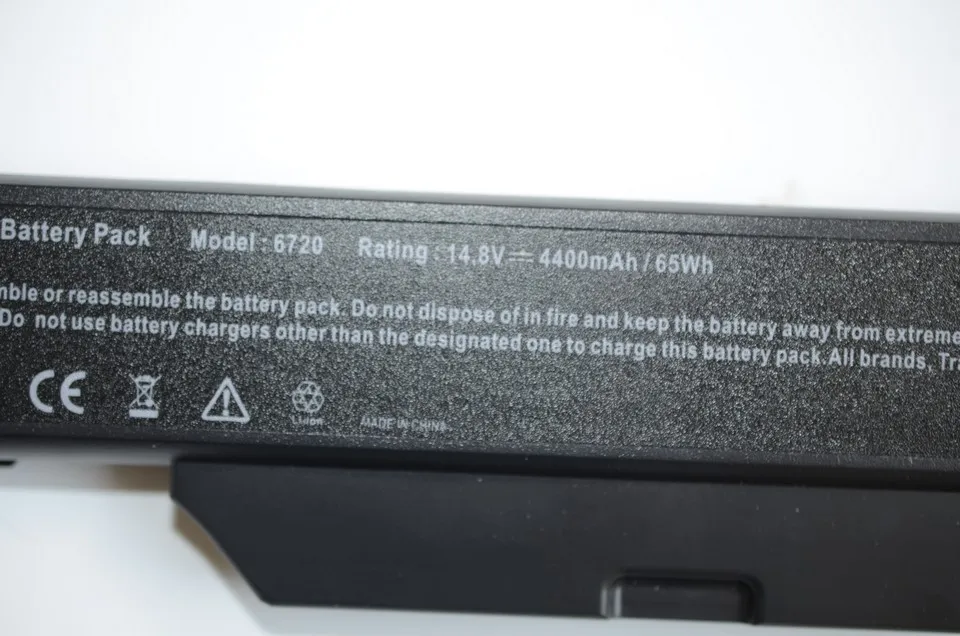 Battery Pack Model : 6720 Rating : 14.8V⎓4400mAh / 65Wh
mble or reassemble the battery pack. Do not dispose of in fire and keep the battery away from extreme
Do not use battery chargers other than the designated one to charge this battery pack.All brands, Tra
CE Li-ion MADE IN CHINA